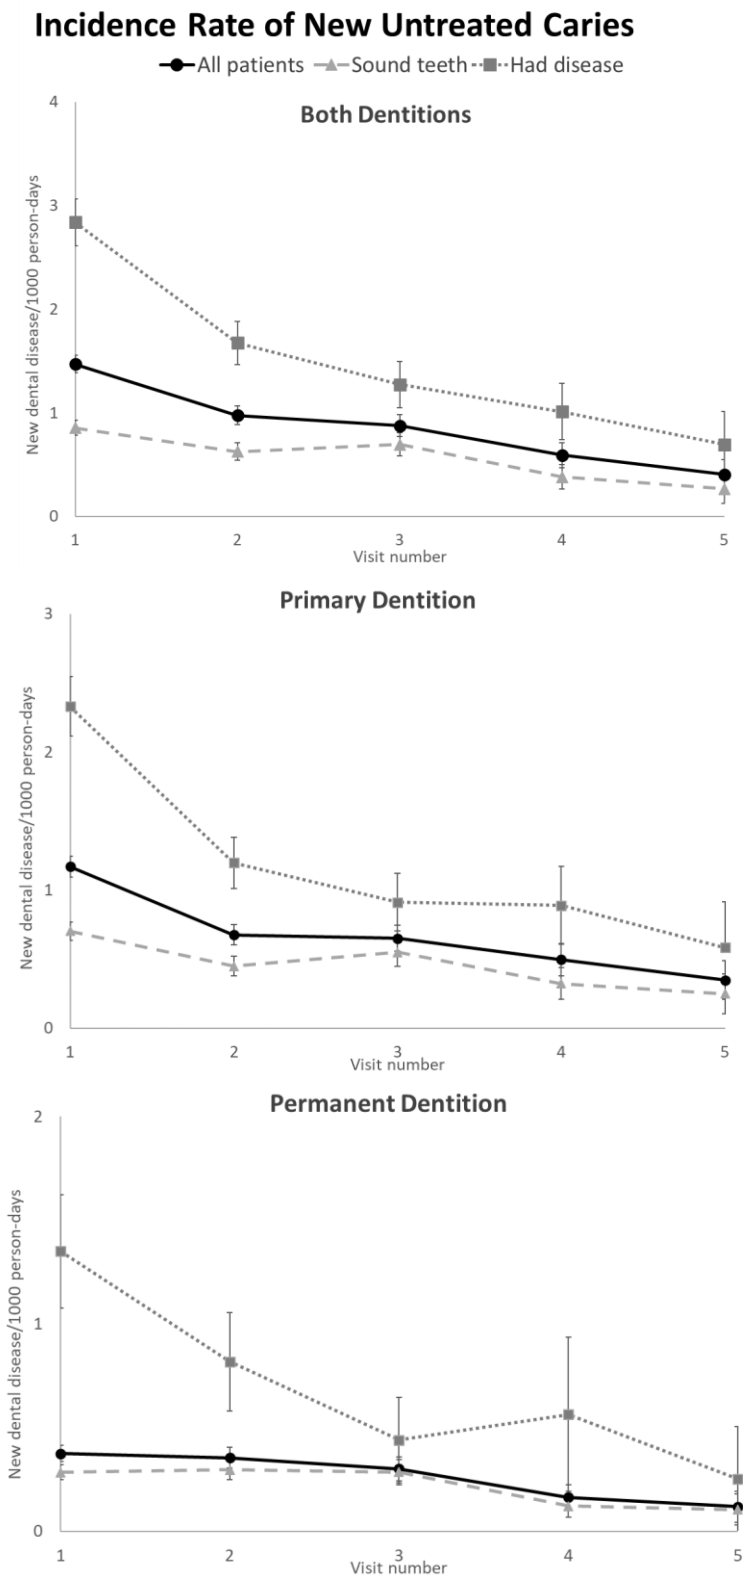 Incidence Rate of New Untreated Caries
All patients Sound teeth Had disease
Both Dentitions
New dental disease/1000 person-days
4
3
2
1
0
1 2 3 4 5
Visit number
Primary Dentition
New dental disease/1000 person-days
3
2
1
0
1 2 3 4 5
Visit number
Permanent Dentition
New dental disease/1000 person-days
2
1
0
1 2 3 4 5
Visit number